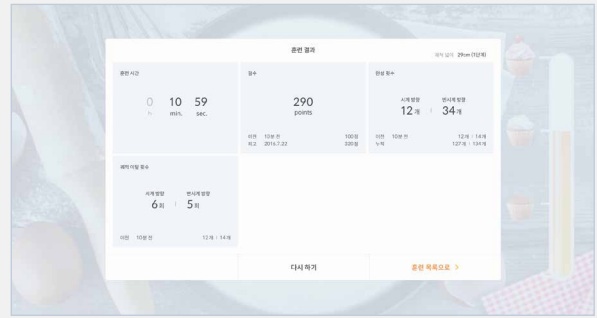 훈련 결과
29cm (1단계)
훈련 시간
0 10 59
h. min. sec.
점수
290
points
이전 10분 전 100점
최고 2016.7.22 320점
완성 횟수
시계 방향 반시계 방향
12개 34개
이전 10분 전 12개 / 14개
누적 127개 / 134개
궤적 이탈 횟수
시계 방향 반시계 방향
6회 5회
이전 10분 전 12개 / 14개
다시 하기
훈련 목록으로 >